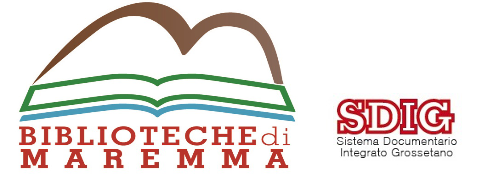 BIBLIOTECHE di
MAREMMA
SDIG
Sistema Documentario
Integrato Grossetano